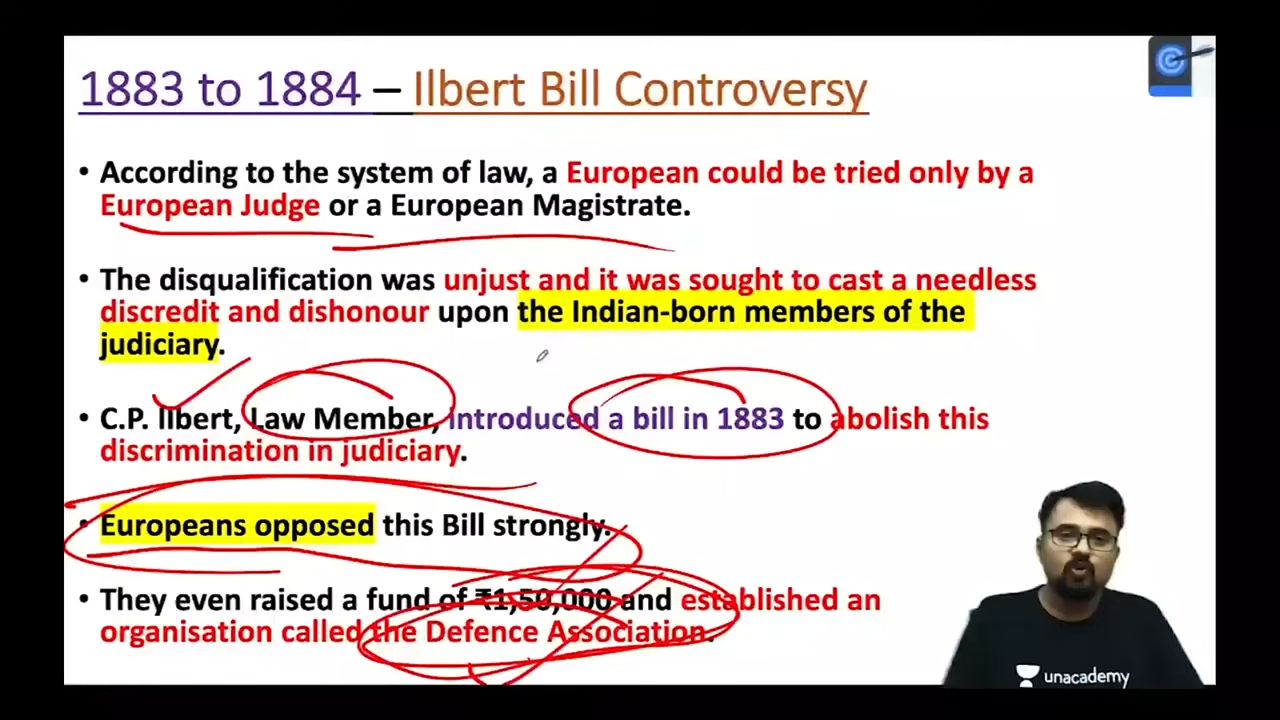 1883 to 1884 – Ilbert Bill Controversy
• According to the system of law, a European could be tried only by a
European Judge or a European Magistrate.
• The disqualification was unjust and it was sought to cast a needless
discredit and dishonour upon the Indian-born members of the
judiciary.
• C.P. Ilbert, Law Member, introduced a bill in 1883 to abolish this
discrimination in judiciary.
• Europeans opposed this Bill strongly.
• They even raised a fund of ₹1,50,000 and established an
organisation called the Defence Association.
unacademy